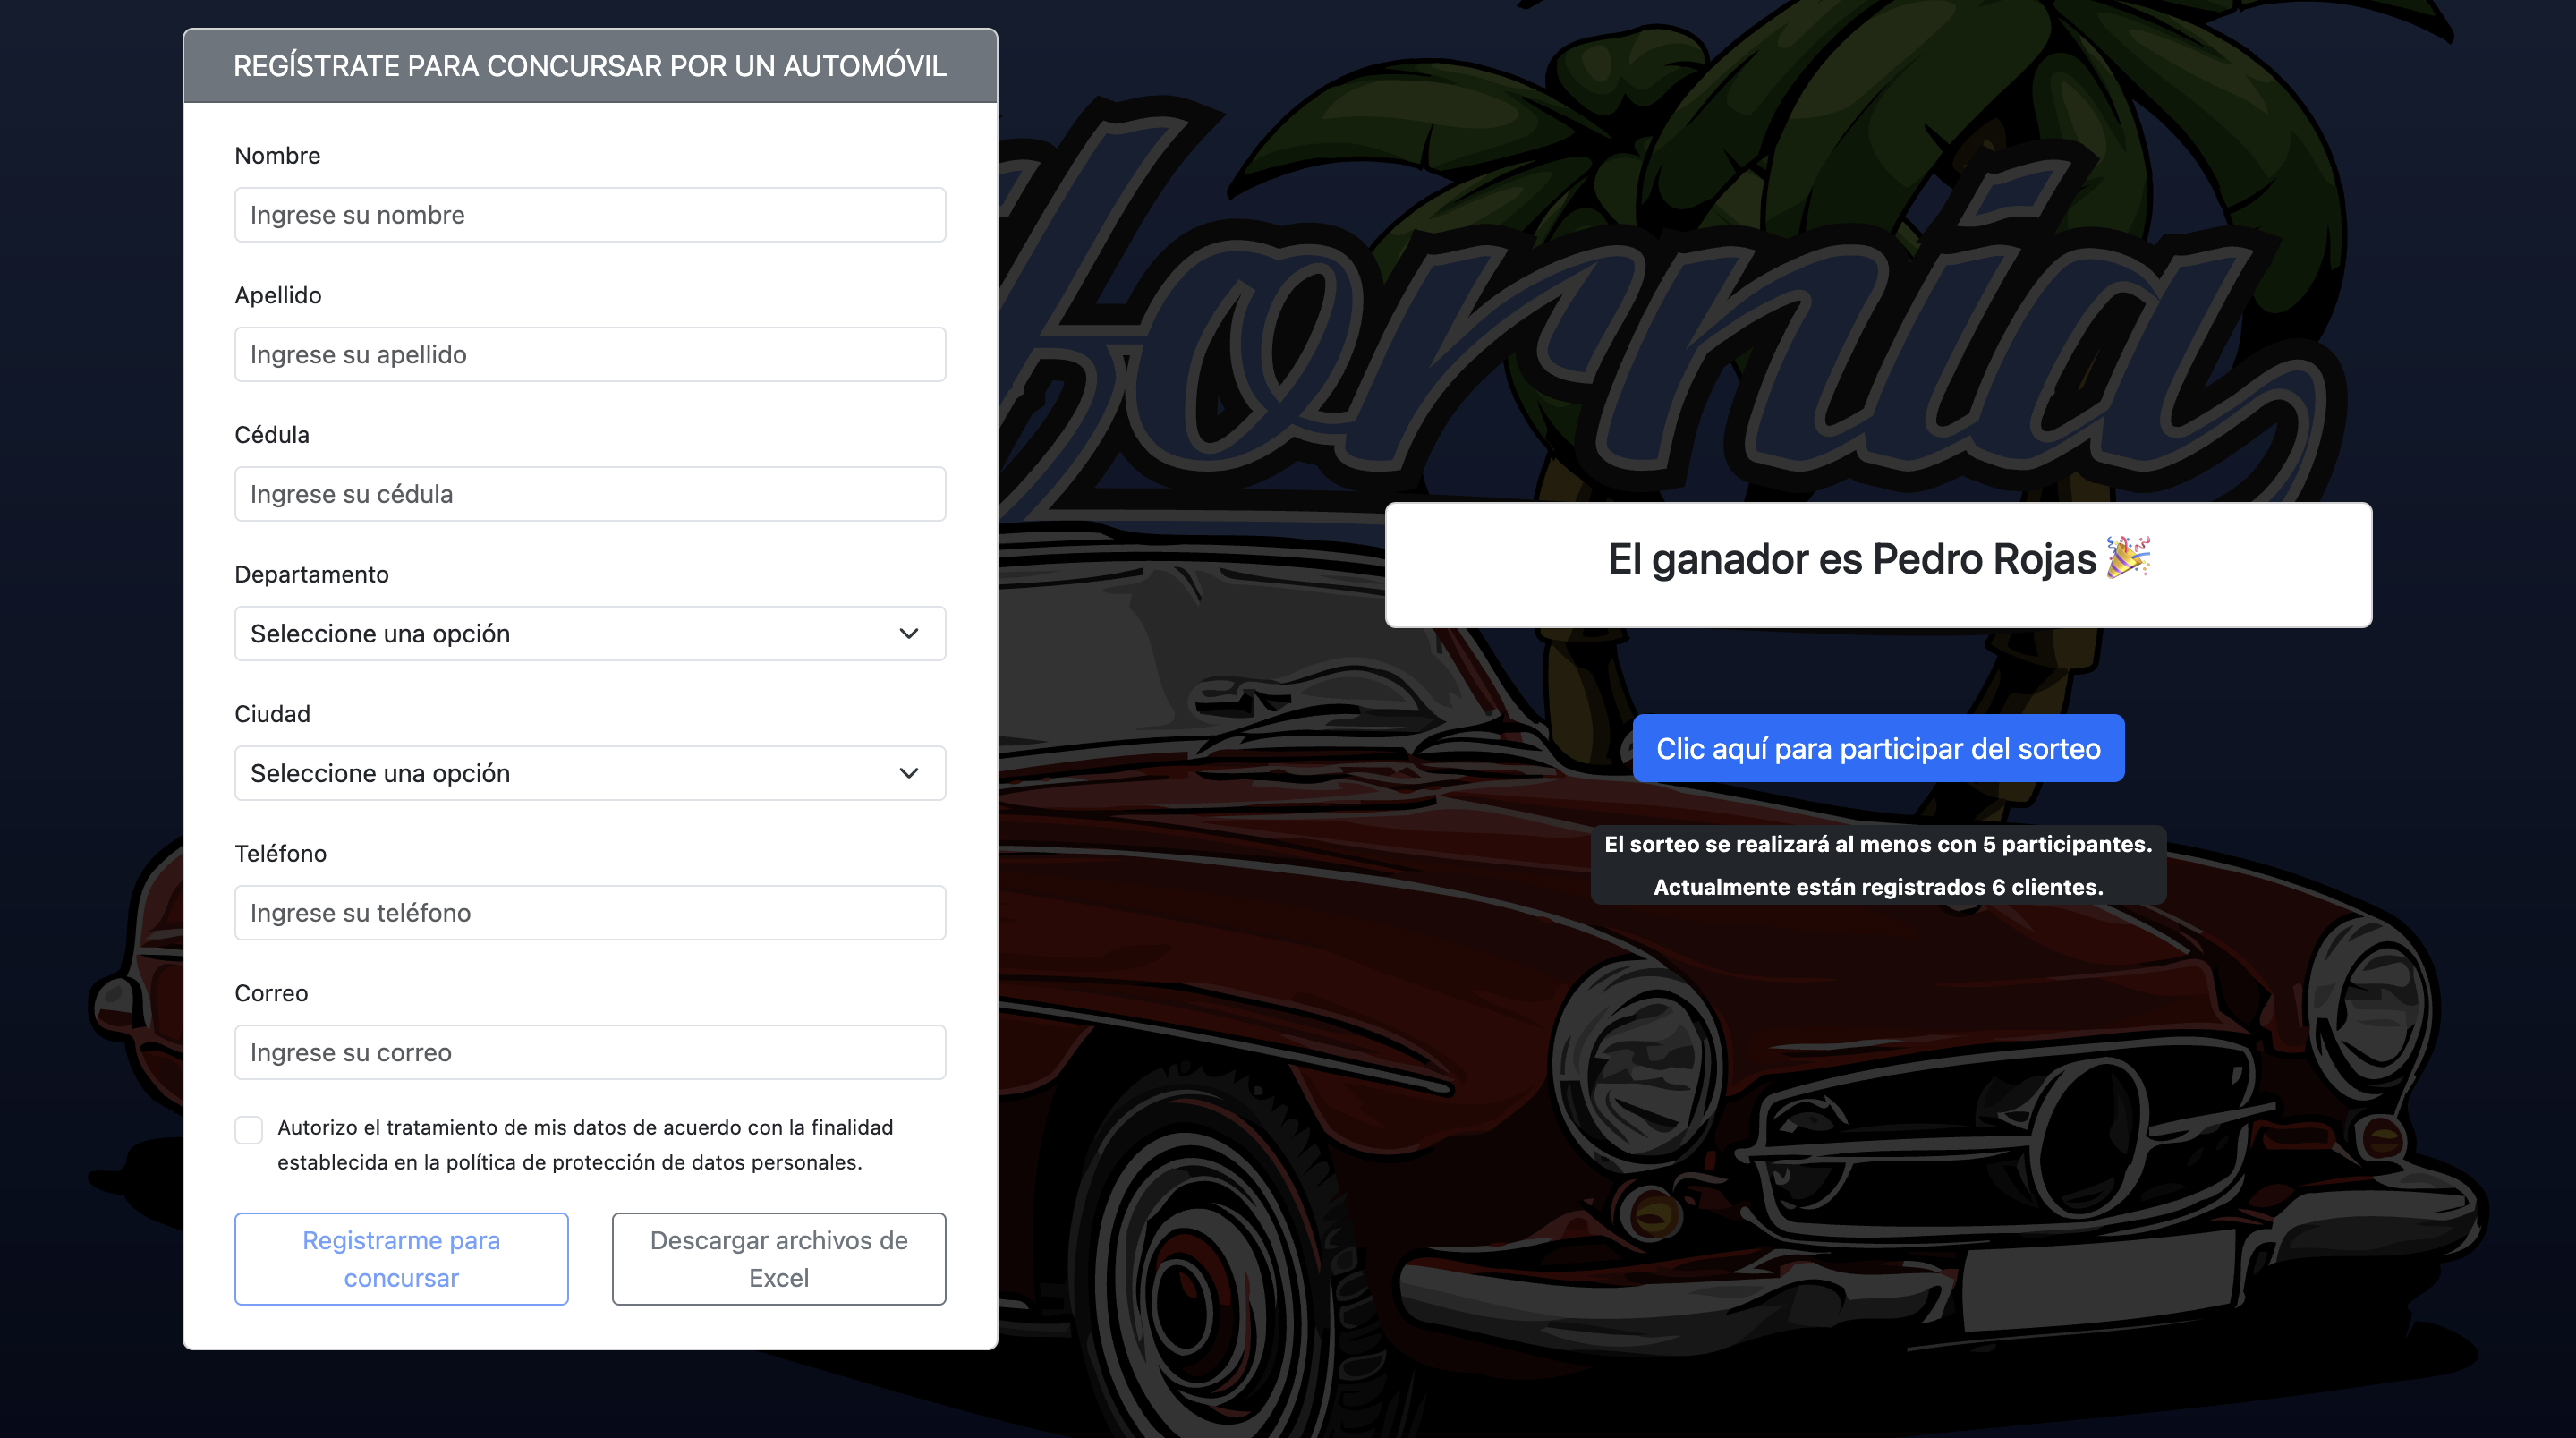 REGÍSTRATE PARA CONCURSAR POR UN AUTOMÓVIL
Nombre
Ingrese su nombre
Apellido
Ingrese su apellido
Cédula
Ingrese su cédula
Departamento
Seleccione una opción
Ciudad
Seleccione una opción
Teléfono
Ingrese su teléfono
Correo
Ingrese su correo
Autorizo el tratamiento de mis datos de acuerdo con la finalidad
establecida en la política de protección de datos personales.
Registrarme para
concursar
Descargar archivos de
Excel
fornia
El ganador es Pedro Rojas🎉
Clic aquí para participar del sorteo
El sorteo se realizará al menos con 5 participantes.
Actualmente están registrados 6 clientes.